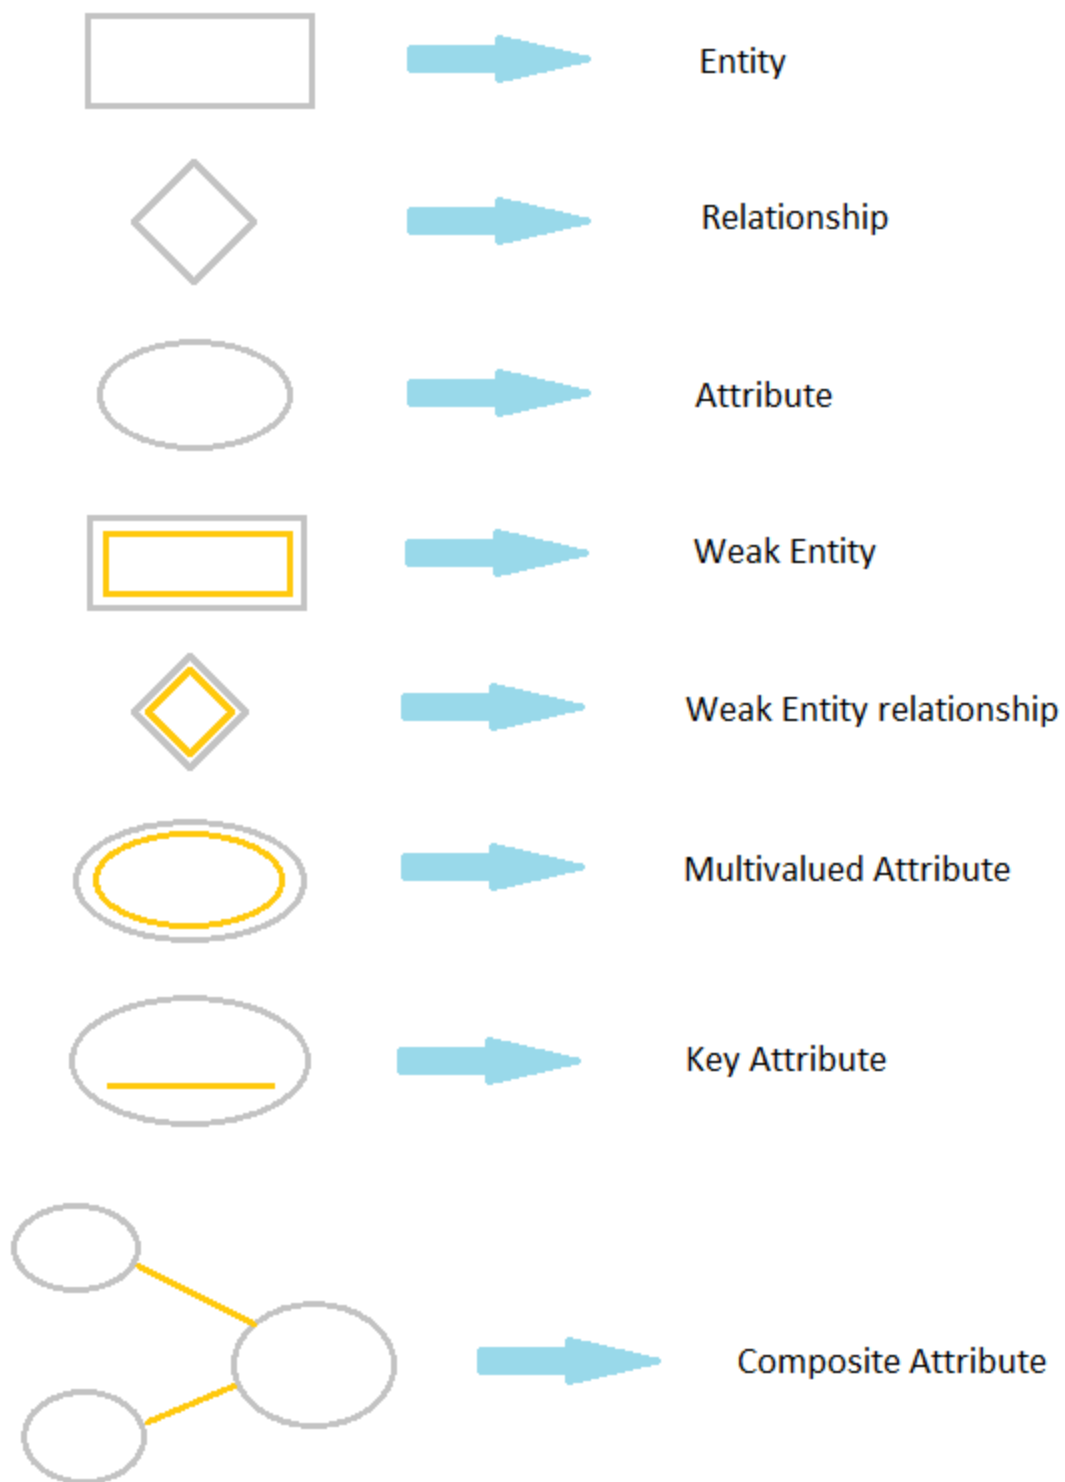 Entity
Relationship
Attribute
Weak Entity
Weak Entity relationship
Multivalued Attribute
Key Attribute
Composite Attribute